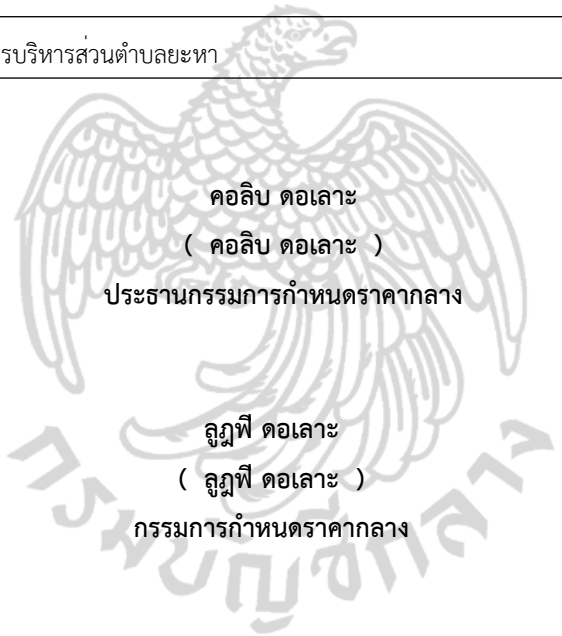 รบริหารส่วนตำบลยะหา
คอลิบ ดอเลาะ
( คอลิบ ดอเลาะ )
ประธานกรรมการกำหนดราคากลาง
ลูฎฟี ดอเลาะ
( ลูฎฟี ดอเลาะ )
กรรมการกำหนดราคากลาง
กรมบัญชีกลาง